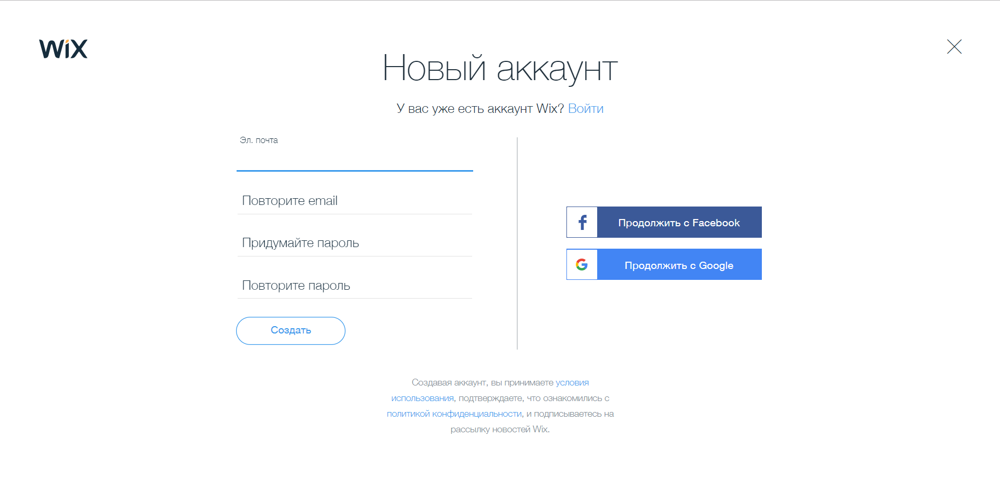 WiX
Новый аккаунт
У вас уже есть аккаунт Wix? Войти
Эл. почта
Повторите email
Придумайте пароль
Повторите пароль
Создать
f Продолжить с Facebook
G Продолжить с Google
Создавая аккаунт, вы принимаете условия
использования, подтверждаете, что ознакомились с
политикой конфиденциальности, и подписываетесь на
рассылку новостей Wix.